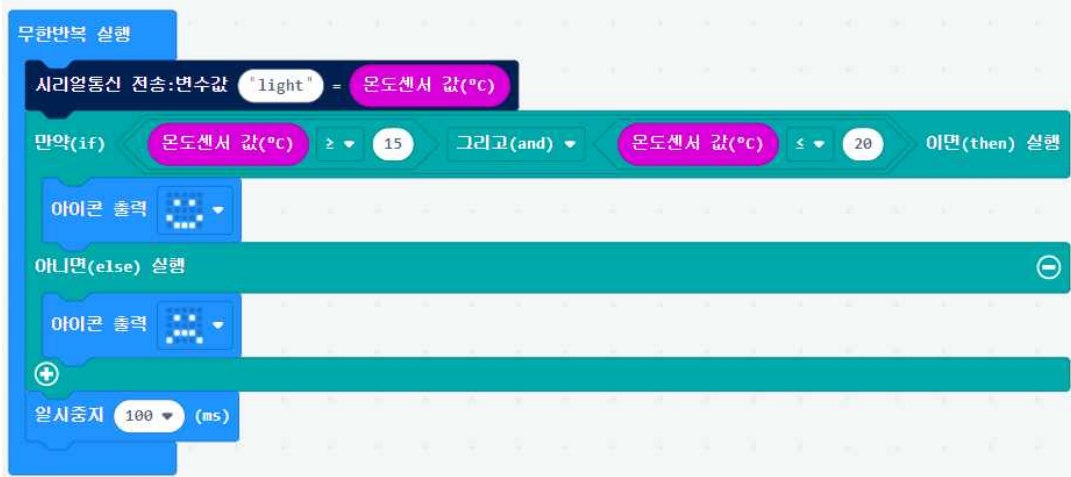 무한반복 실행
시리얼통신 전송:변수값 "light" = 온도센서 값(°C)
만약(if) 온도센서 값(°C) ≥ 15 그리고(and) 온도센서 값(°C) ≤ 20 이면(then) 실행
아이콘 출력
아니면(else) 실행
아이콘 출력
일시중지 100 (ms)